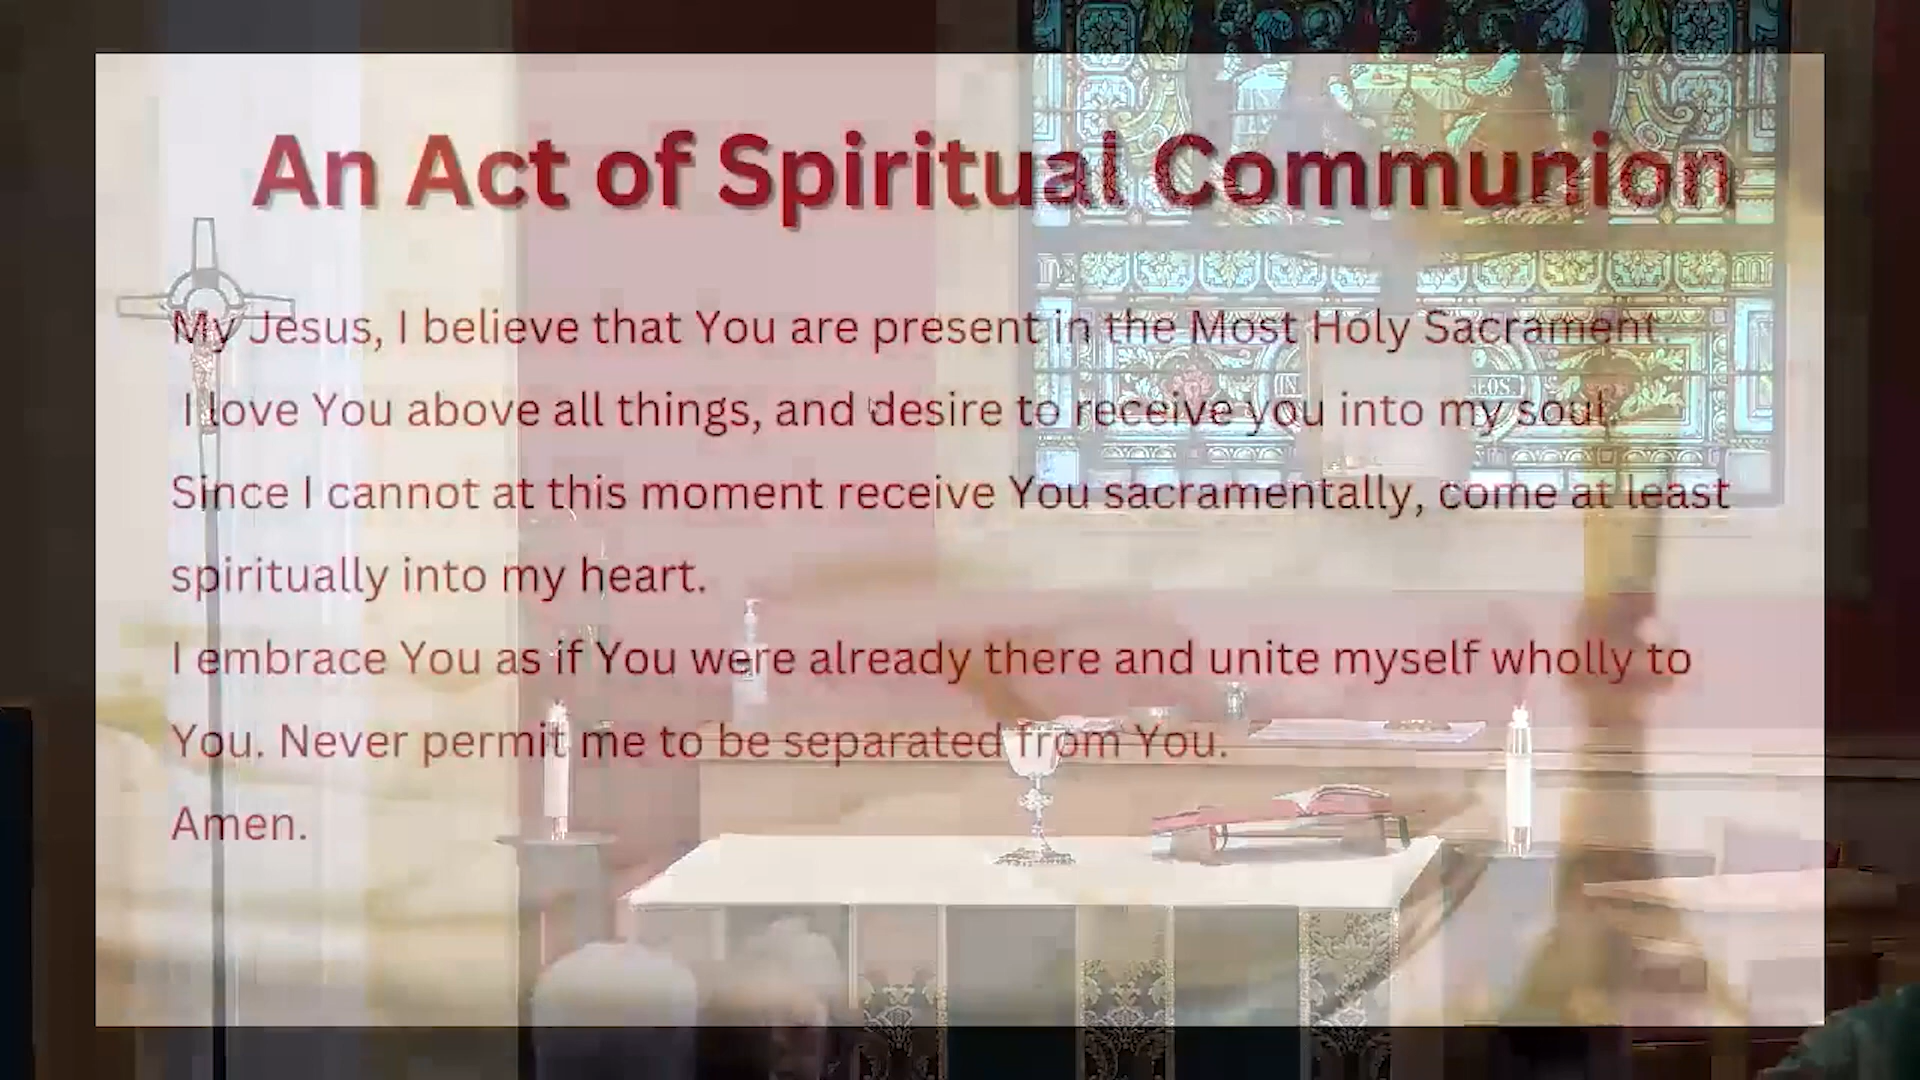 An Act of Spiritual Communion
My Jesus, I believe that You are present in the Most Holy Sacrament.
I love You above all things, and desire to receive you into my soul.
Since I cannot at this moment receive You sacramentally, come at least
spiritually into my heart.
I embrace You as if You were already there and unite myself wholly to
You. Never permit me to be separated from You.
Amen.